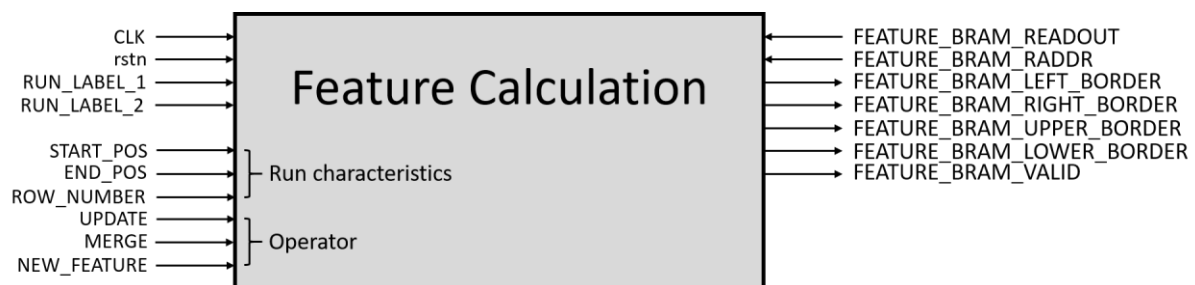 Feature Calculation
CLK
rstn
RUN_LABEL_1
RUN_LABEL_2
START_POS
END_POS
ROW_NUMBER
UPDATE
MERGE
NEW_FEATURE
Run characteristics
Operator
FEATURE_BRAM_READOUT
FEATURE_BRAM_RADDR
FEATURE_BRAM_LEFT_BORDER
FEATURE_BRAM_RIGHT_BORDER
FEATURE_BRAM_UPPER_BORDER
FEATURE_BRAM_LOWER_BORDER
FEATURE_BRAM_VALID